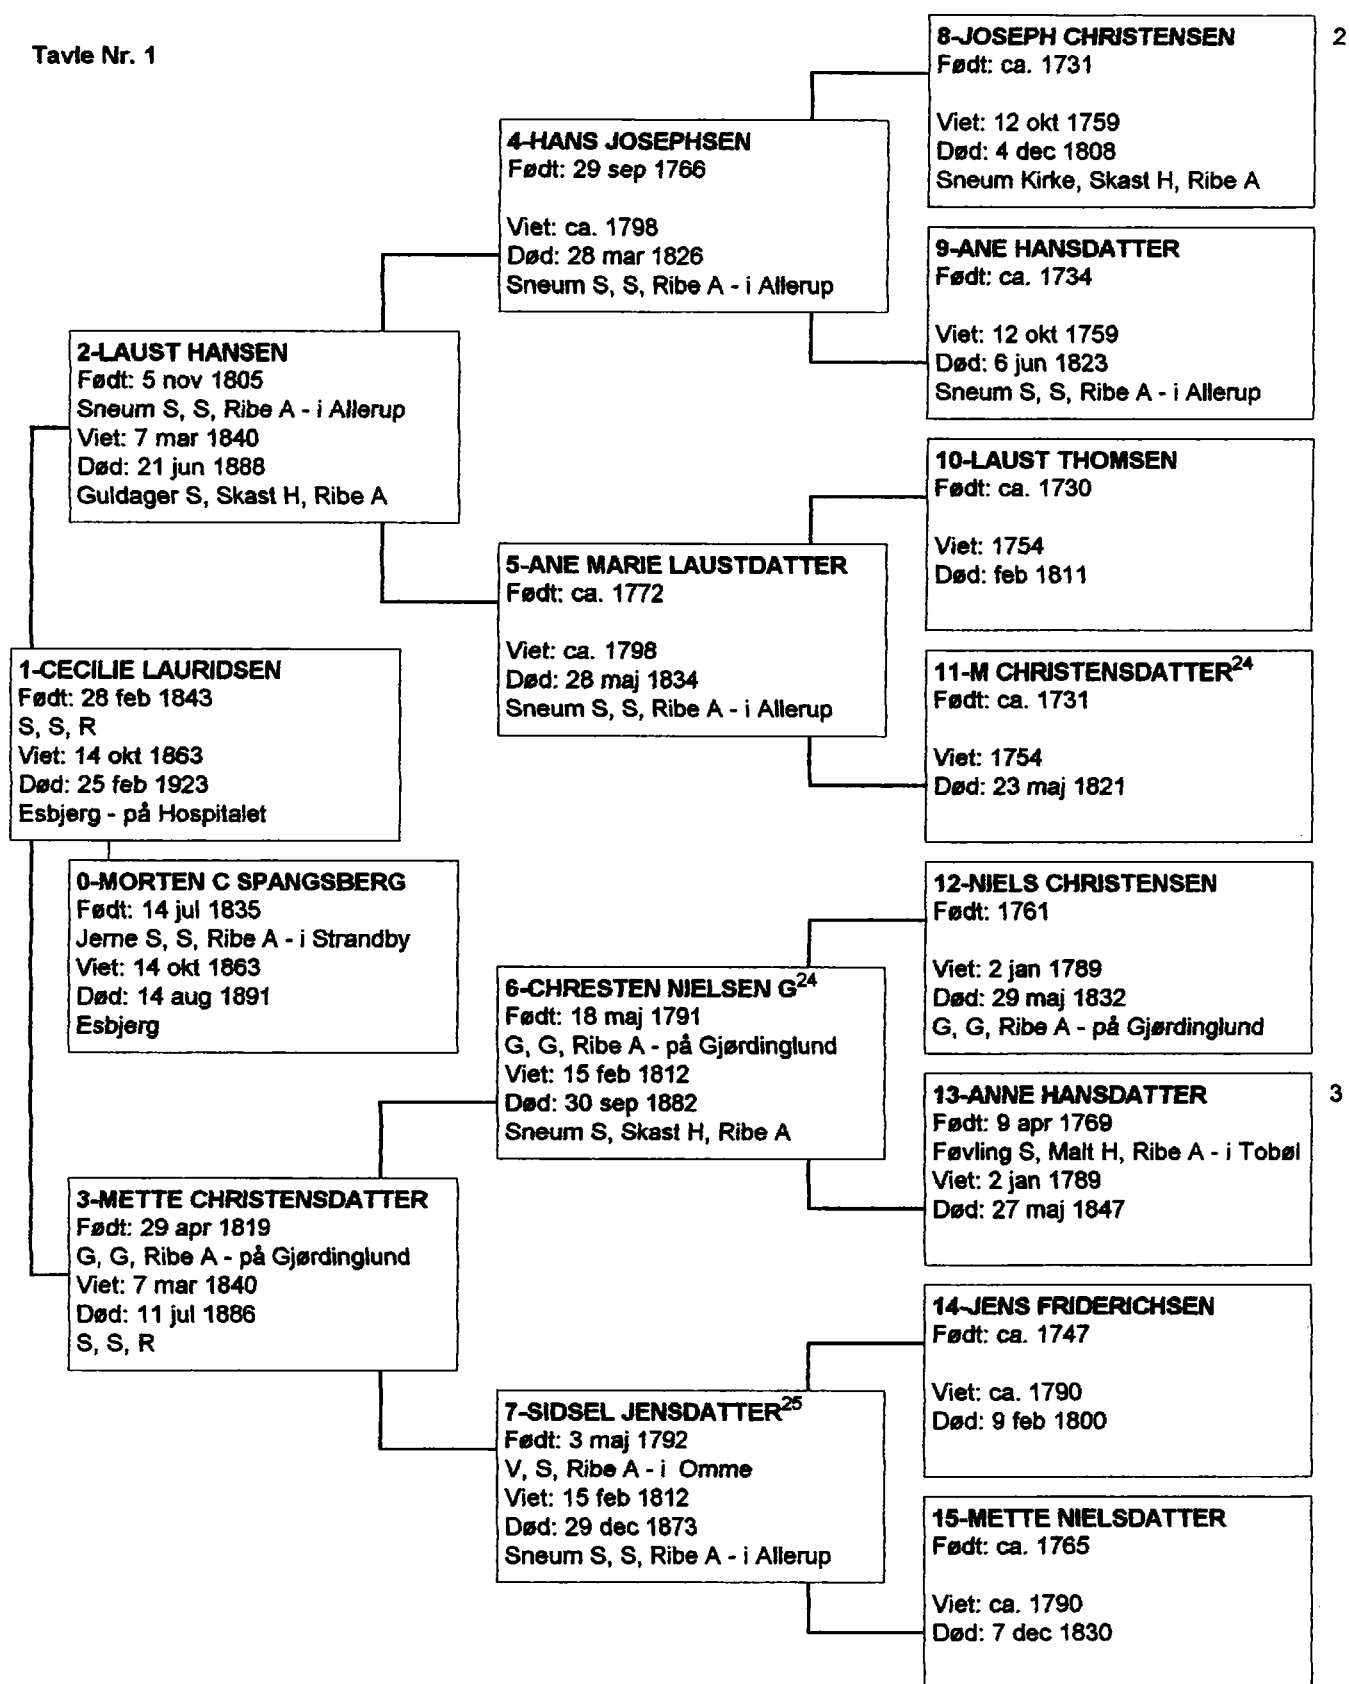 Tavle Nr. 1
8-JOSEPH CHRISTENSEN
Født: ca. 1731
Viet: 12 okt 1759
Død: 4 dec 1808
Sneum Kirke, Skast H, Ribe A
2
4-HANS JOSEPHSEN
Født: 29 sep 1766
Viet: ca. 1798
Død: 28 mar 1826
Sneum S, S, Ribe A - i Allerup
9-ANE HANSDATTER
Født: ca. 1734
Viet: 12 okt 1759
Død: 6 jun 1823
Sneum S, S, Ribe A - i Allerup
2-LAUST HANSEN
Født: 5 nov 1805
Sneum S, S, Ribe A - i Allerup
Viet: 7 mar 1840
Død: 21 jun 1888
Guldager S, Skast H, Ribe A
10-LAUST THOMSEN
Født: ca. 1730
Viet: 1754
Død: feb 1811
5-ANE MARIE LAUSTDATTER
Født: ca. 1772
Viet: ca. 1798
Død: 28 maj 1834
Sneum S, S, Ribe A - i Allerup
11-M CHRISTENSDATTER24
Født: ca. 1731
Viet: 1754
Død: 23 maj 1821
1-CECILIE LAURIDSEN
Født: 28 feb 1843
S, S, R
Viet: 14 okt 1863
Død: 25 feb 1923
Esbjerg - på Hospitalet
0-MORTEN C SPANGSBERG
Født: 14 jul 1835
Jerne S, S, Ribe A - i Strandby
Viet: 14 okt 1863
Død: 14 aug 1891
Esbjerg
12-NIELS CHRISTENSEN
Født: 1761
Viet: 2 jan 1789
Død: 29 maj 1832
G, G, Ribe A - på Gjørdinglund
6-CHRESTEN NIELSEN G24
Født: 18 maj 1791
G, G, Ribe A - på Gjørdinglund
Viet: 15 feb 1812
Død: 30 sep 1882
Sneum S, Skast H, Ribe A
13-ANNE HANSDATTER
Født: 9 apr 1769
Føvling S, Malt H, Ribe A - i Tobøl
Viet: 2 jan 1789
Død: 27 maj 1847
3
3-METTE CHRISTENSDATTER
Født: 29 apr 1819
G, G, Ribe A - på Gjørdinglund
Viet: 7 mar 1840
Død: 11 jul 1886
S, S, R
14-JENS FRIDERICHSEN
Født: ca. 1747
Viet: ca. 1790
Død: 9 feb 1800
7-SIDSEL JENSDATTER25
Født: 3 maj 1792
V, S, Ribe A - i Omme
Viet: 15 feb 1812
Død: 29 dec 1873
Sneum S, S, Ribe A - i Allerup
15-METTE NIELSDATTER
Født: ca. 1765
Viet: ca. 1790
Død: 7 dec 1830